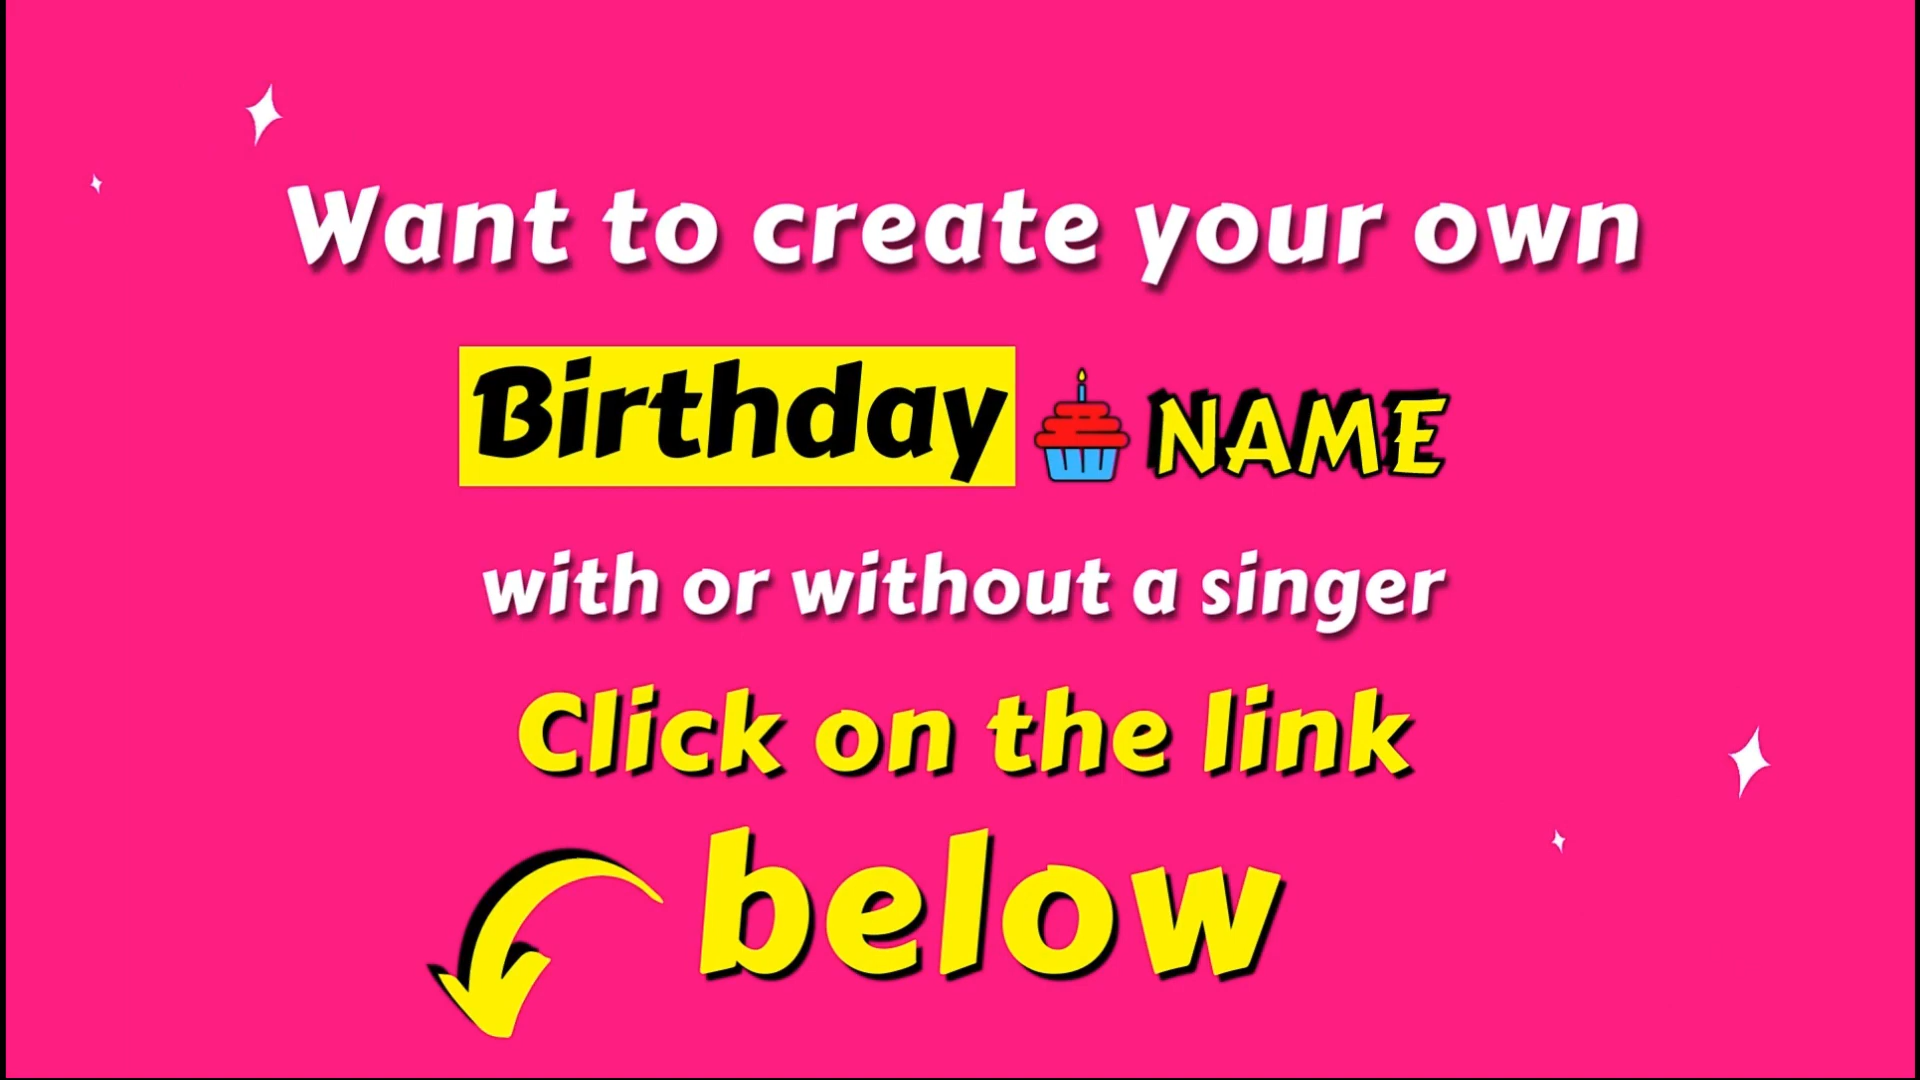 Want to create your own
Birthday NAME
with or without a singer
Click on the link
below